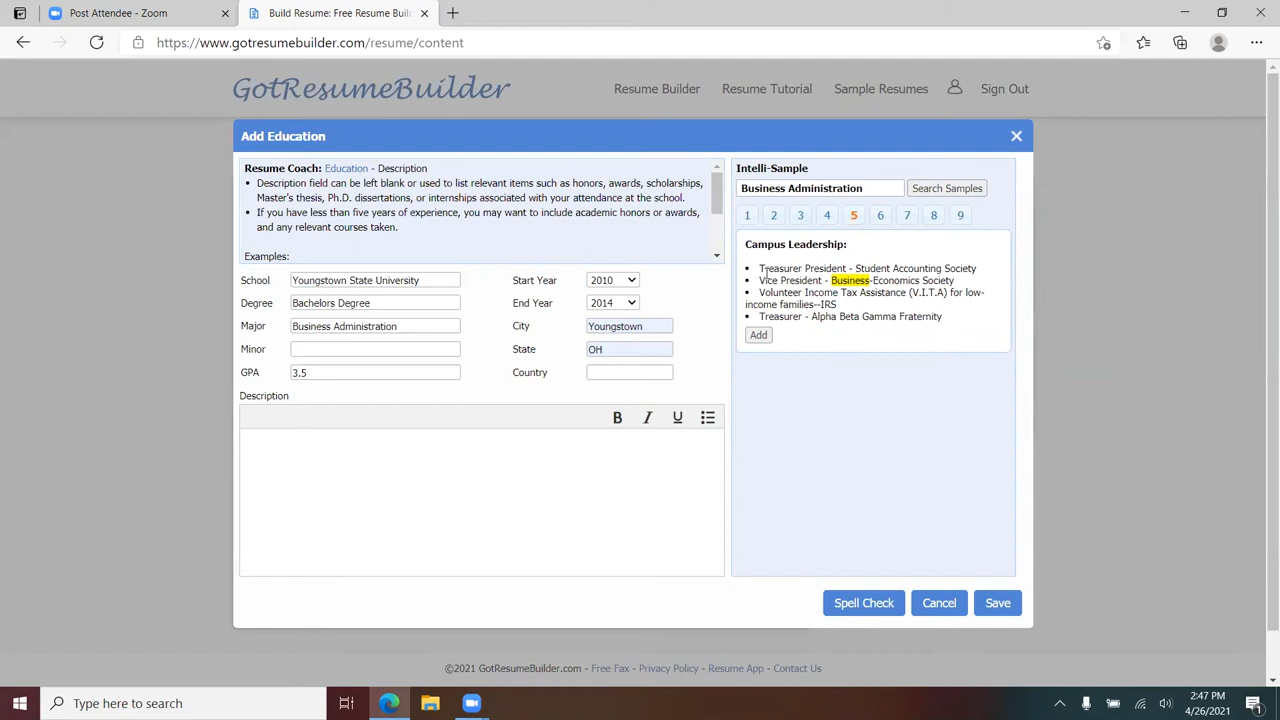 Post Attendee - Zoom
Build Resume: Free Resume Buil
https://www.gotresumebuilder.com/resume/content
GotResumeBuilder
Resume Builder
Resume Tutorial
Sample Resumes
Sign Out
Add Education
Resume Coach: Education - Description
• Description field can be left blank or used to list relevant items such as honors, awards, scholarships,
Master's thesis, Ph.D. dissertations, or internships associated with your attendance at the school.
• If you have less than five years of experience, you may want to include academic honors or awards,
and any relevant courses taken.
Examples:
School Youngstown State University Start Year 2010
Degree Bachelors Degree End Year 2014
Major Business Administration City Youngstown
Minor State OH
GPA 3.5 Country
Description
B I U
Intelli-Sample
Business Administration Search Samples
1 2 3 4 5 6 7 8 9
Campus Leadership:
• Treasurer President - Student Accounting Society
• Vice President - Business-Economics Society
• Volunteer Income Tax Assistance (V.I.T.A) for low-
income families--IRS
• Treasurer - Alpha Beta Gamma Fraternity
Add
Spell Check Cancel Save
©2021 GotResumeBuilder.com - Free Fax - Privacy Policy - Resume App - Contact Us
Type here to search
2:47 PM
4/26/2021
1